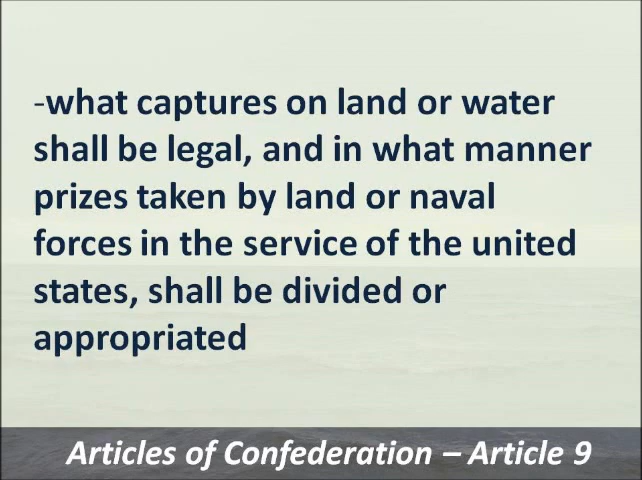 -what captures on land or water
shall be legal, and in what manner
prizes taken by land or naval
forces in the service of the united
states, shall be divided or
appropriated
Articles of Confederation – Article 9